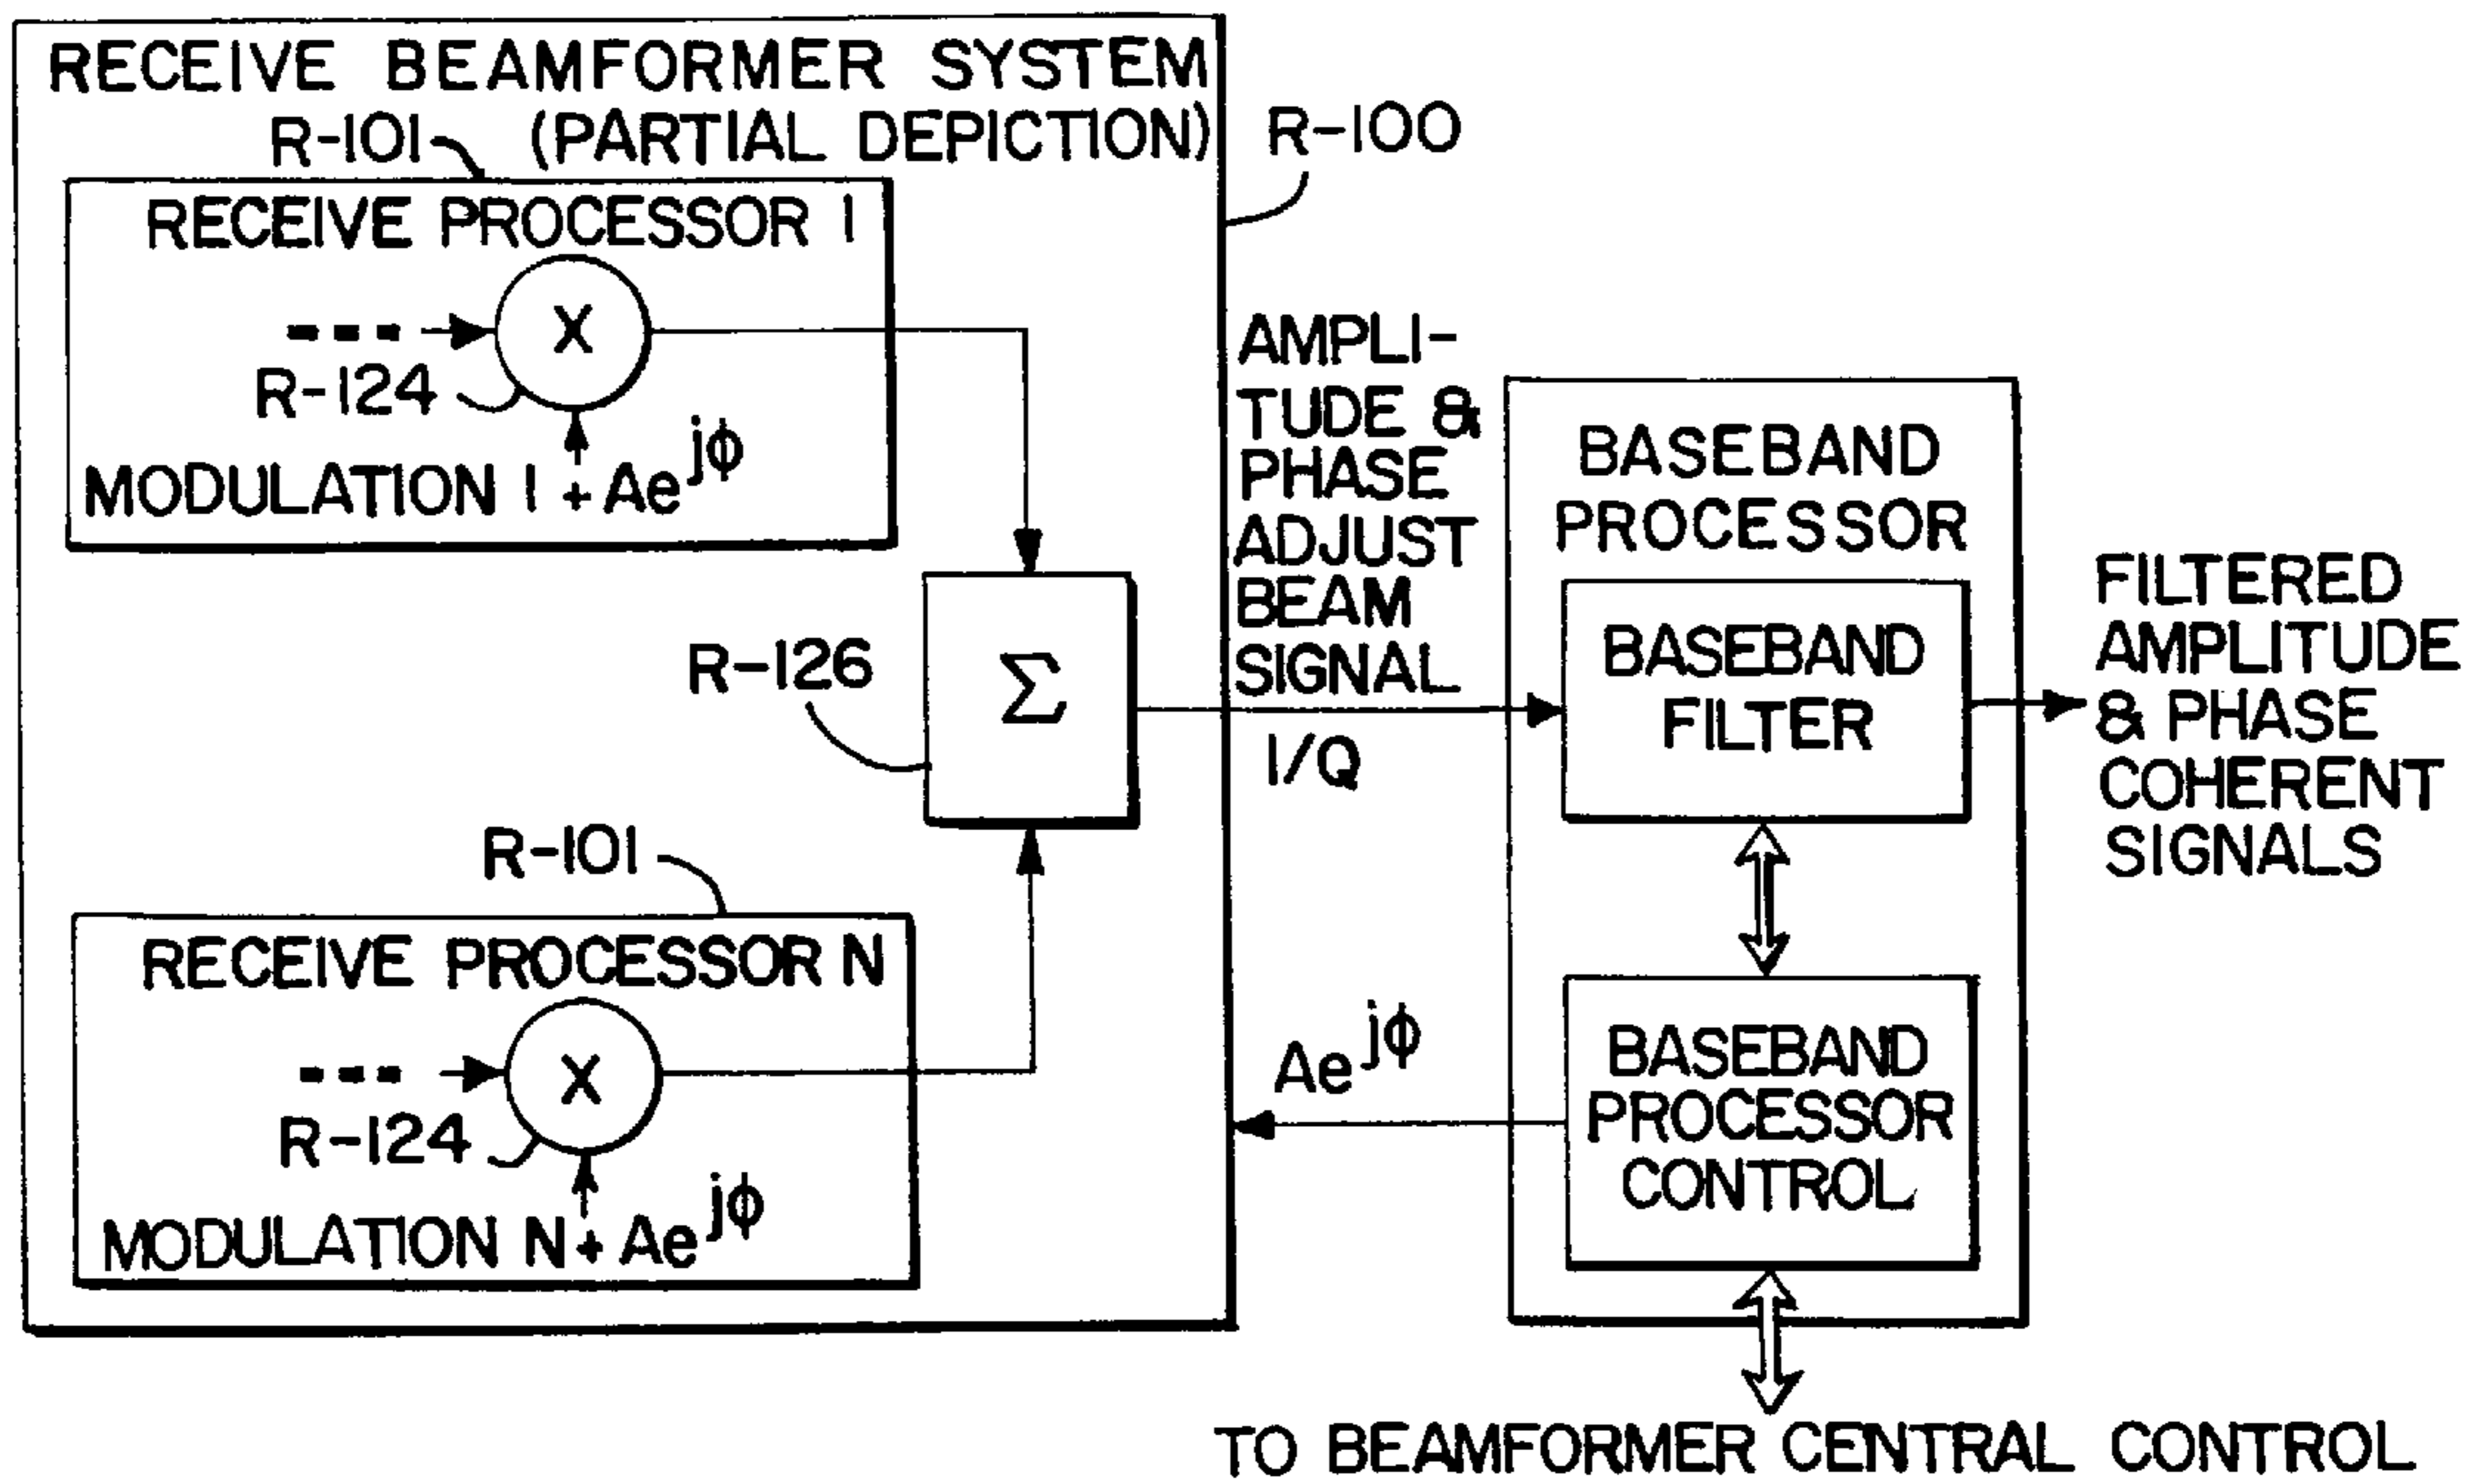 RECEIVE BEAMFORMER SYSTEM
(PARTIAL DEPICTION)
R-101
R-100
RECEIVE PROCESSOR 1
X
R-124
MODULATION 1 + Ae^jϕ
AMPLI-
TUDE &
PHASE
ADJUST
BEAM
SIGNAL
I/Q
R-126
Σ
R-101
RECEIVE PROCESSOR N
X
R-124
MODULATION N + Ae^jϕ
BASEBAND
PROCESSOR
BASEBAND
FILTER
FILTERED
AMPLITUDE
& PHASE
COHERENT
SIGNALS
Ae^jϕ
BASEBAND
PROCESSOR
CONTROL
TO BEAMFORMER CENTRAL CONTROL